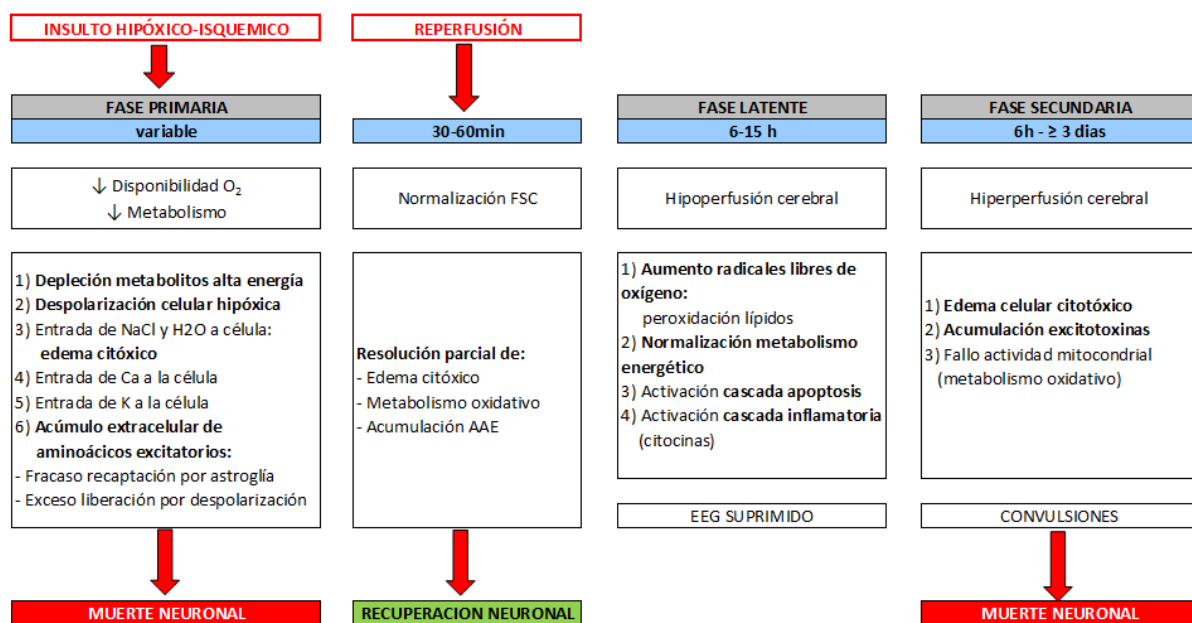 INSULTO HIPÓXICO-ISQUEMICO
REPERFUSIÓN
FASE PRIMARIA
variable
↓ Disponibilidad O₂
↓ Metabolismo
1) Depleción metabolitos alta energía
2) Despolarización celular hipóxica
3) Entrada de NaCl y H2O a célula:
edema citóxico
4) Entrada de Ca a la célula
5) Entrada de K a la célula
6) Acúmulo extracelular de
aminoácicos excitatorios:
- Fracaso recaptación por astroglía
- Exceso liberación por despolarización
MUERTE NEURONAL
30-60min
Normalización FSC
Resolución parcial de:
- Edema citóxico
- Metabolismo oxidativo
- Acumulación AAE
RECUPERACION NEURONAL
FASE LATENTE
6-15 h
Hipoperfusión cerebral
1) Aumento radicales libres de
oxígeno:
peroxidación lípidos
2) Normalización metabolismo
energético
3) Activación cascada apoptosis
4) Activación cascada inflamatoria
(citocinas)
EEG SUPRIMIDO
FASE SECUNDARIA
6h - ≥ 3 dias
Hiperperfusión cerebral
1) Edema celular citotóxico
2) Acumulación excitotoxinas
3) Fallo actividad mitocondrial
(metabolismo oxidativo)
CONVULSIONES
MUERTE NEURONAL